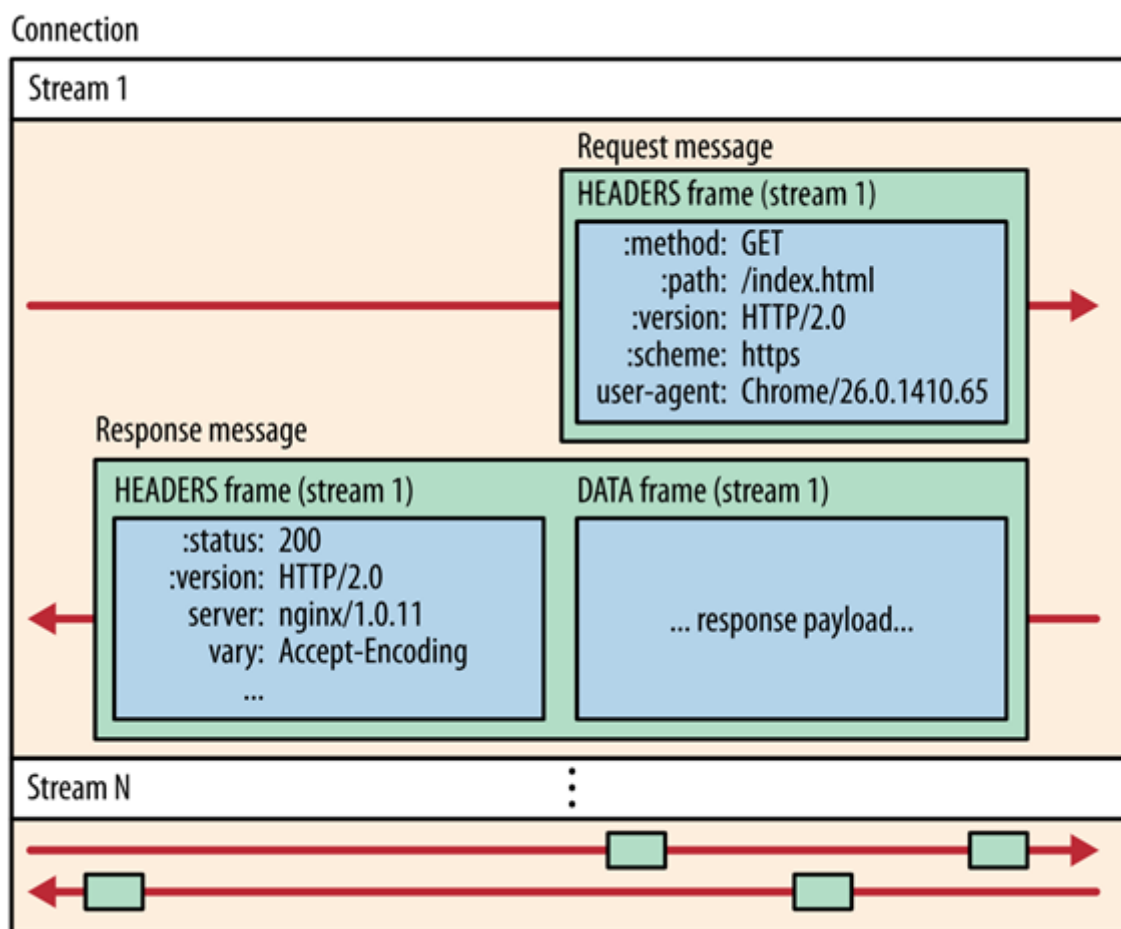 Connection
Stream 1
Request message
HEADERS frame (stream 1)
:method: GET
:path: /index.html
:version: HTTP/2.0
:scheme: https
user-agent: Chrome/26.0.1410.65
Response message
HEADERS frame (stream 1)
:status: 200
:version: HTTP/2.0
server: nginx/1.0.11
vary: Accept-Encoding
...
DATA frame (stream 1)
... response payload...
Stream N